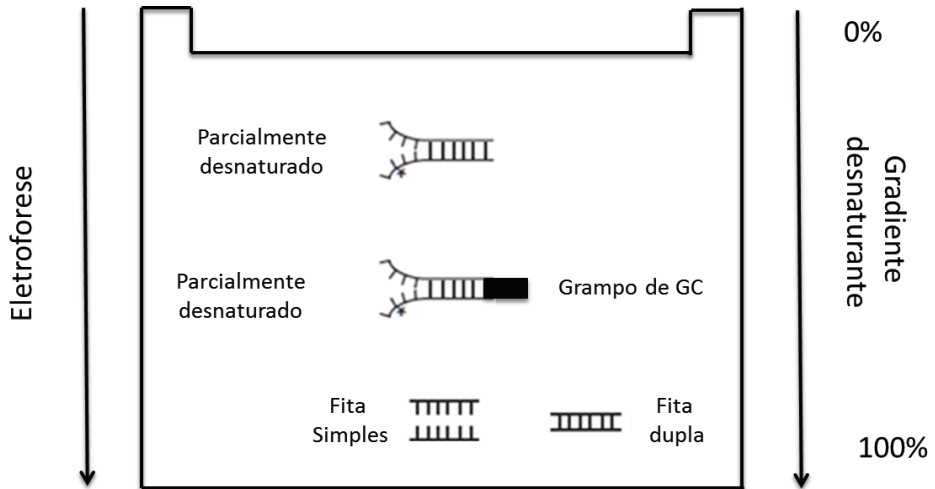 0%
Parcialmente
desnaturado
Eletroforese
Gradiente
desnaturante
Parcialmente
desnaturado
Grampo de GC
Fita
Simples
Fita
dupla
100%